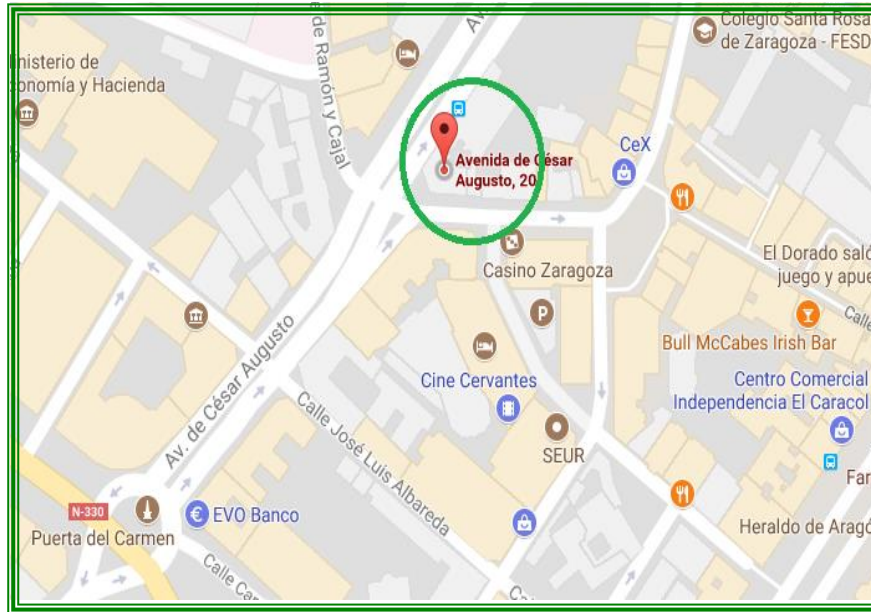 Colegio Santa Rosa
de Zaragoza - FESD
Av.
inisterio de
onomía y Hacienda
e de Ramón y Cajal
CeX
Avenida de César
Augusto, 20
Casino Zaragoza
El Dorado saló
juego y apue
Calle
Bull McCabes Irish Bar
Cine Cervantes
Centro Comercial
Independencia El Caracol
Av. de César Augusto
Calle José Luis Albareda
SEUR
Far
N-330
EVO Banco
Puerta del Carmen
Heraldo de Aragó
Calle Car
Ca